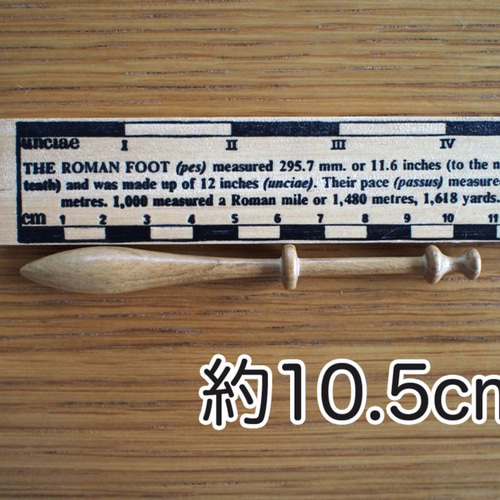 unciae I II III IV
THE ROMAN FOOT (pes) measured 295.7 mm. or 11.6 inches (to the n
tenth) and was made up of 12 inches (unciae). Their pace (passus) measure
metres. 1,000 measured a Roman mile or 1,480 metres, 1,618 yards.
cm 1 2 3 4 5 6 7 8 9 10 11
約10.5cm